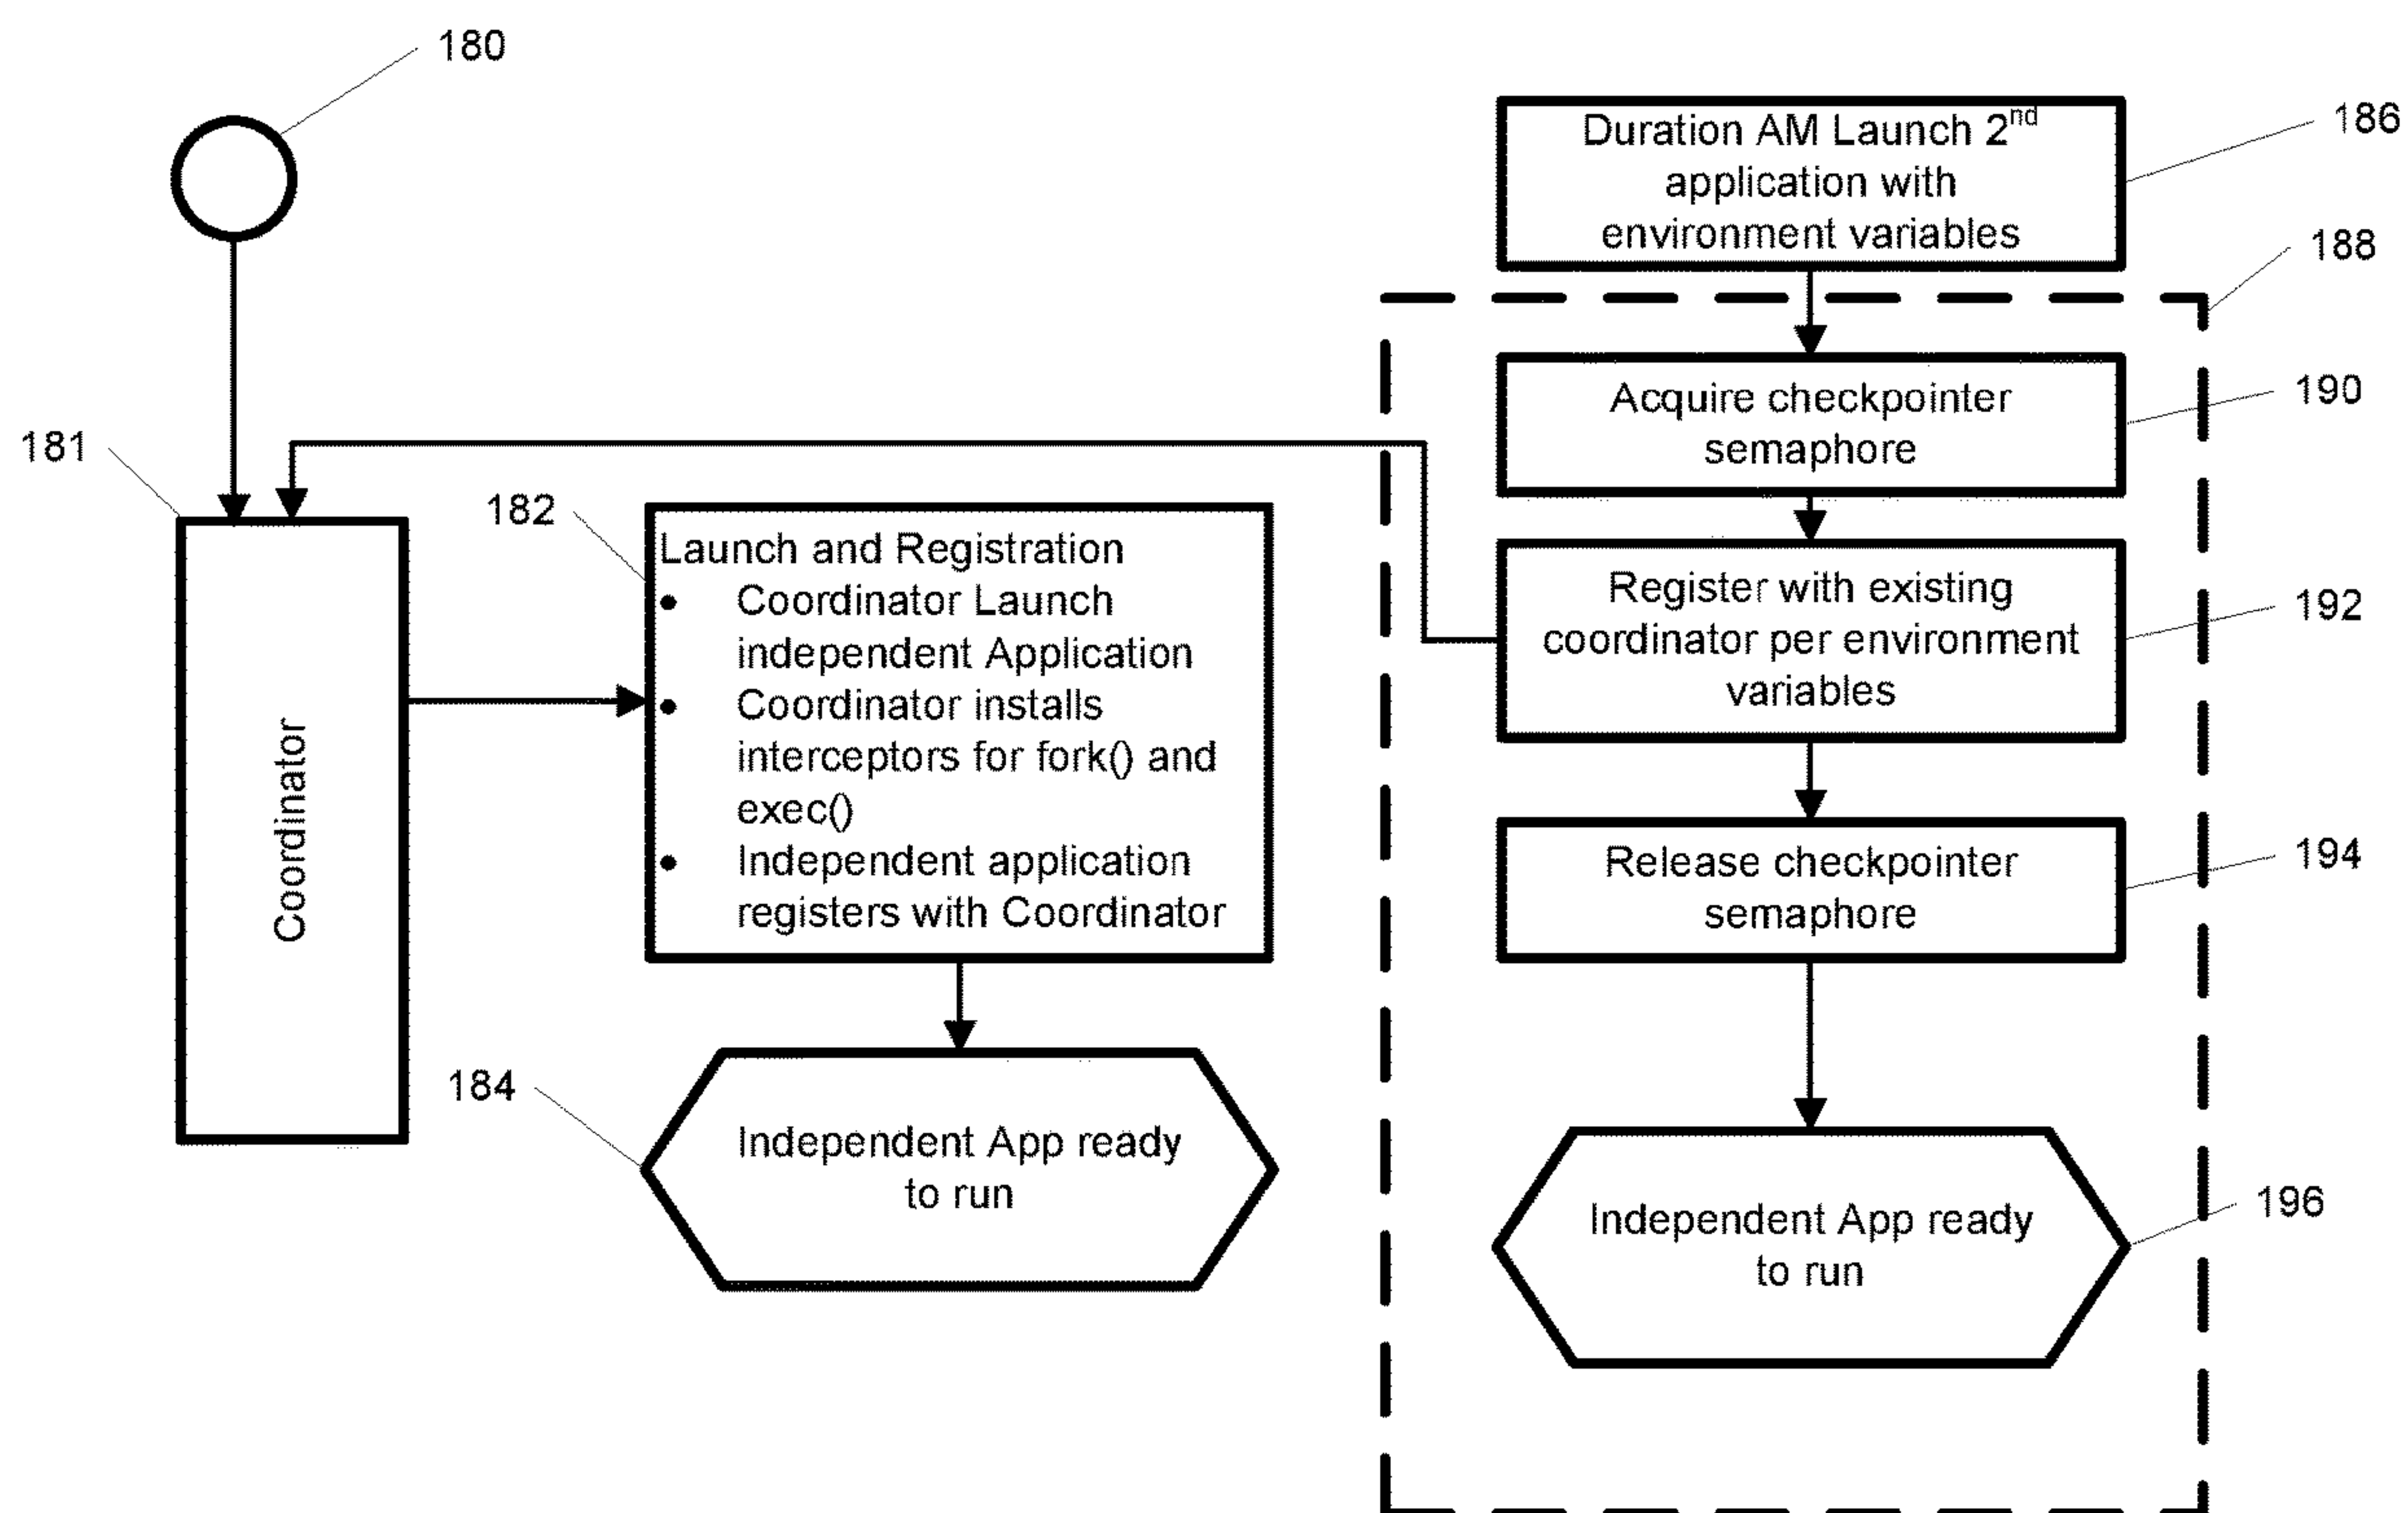 180
181
Coordinator
182
Launch and Registration
• Coordinator Launch
independent Application
• Coordinator installs
interceptors for fork() and
exec()
• Independent application
registers with Coordinator
184
Independent App ready
to run
Duration AM Launch 2nd
application with
environment variables
186
188
Acquire checkpointer
semaphore
190
Register with existing
coordinator per environment
variables
192
Release checkpointer
semaphore
194
Independent App ready
to run
196